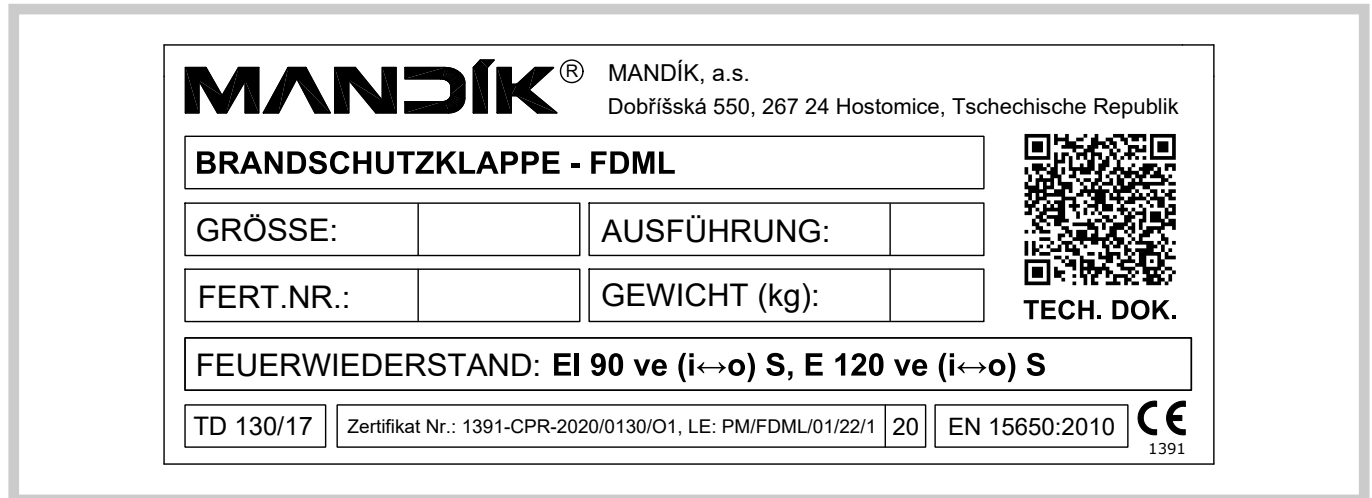 MANDÍK®
MANDÍK, a.s.
Dobříšská 550, 267 24 Hostomice, Tschechische Republik
BRANDSCHUTZKLAPPE - FDML
GRÖSSE:
AUSFÜHRUNG:
FERT.NR.:
GEWICHT (kg):
TECH. DOK.
FEUERWIEDERSTAND: EI 90 ve (i↔o) S, E 120 ve (i↔o) S
TD 130/17
Zertifikat Nr.: 1391-CPR-2020/0130/O1, LE: PM/FDML/01/22/1
20
EN 15650:2010
CE
1391